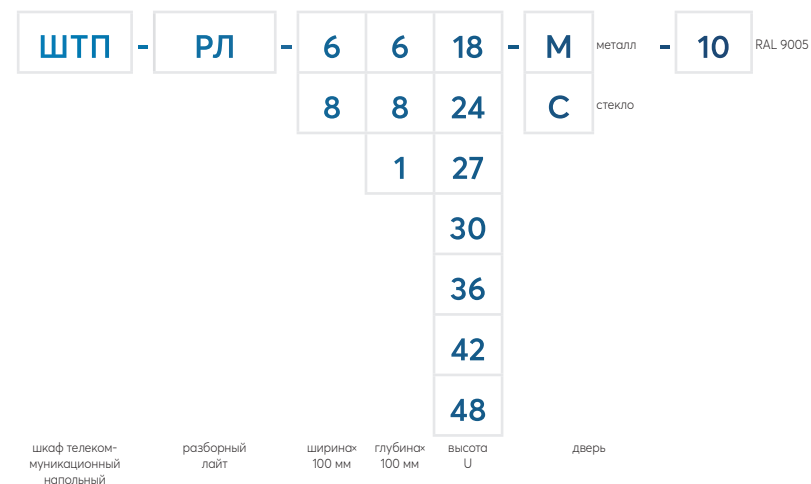 ШТП - РЛ - 6 6 18 - М металл - 10 RAL 9005
8 8 24 С стекло
1 27
30
36
42
48
шкаф телеком- разборный ширина× глубина× высота дверь
муникационный лайт 100 мм 100 мм U
напольный